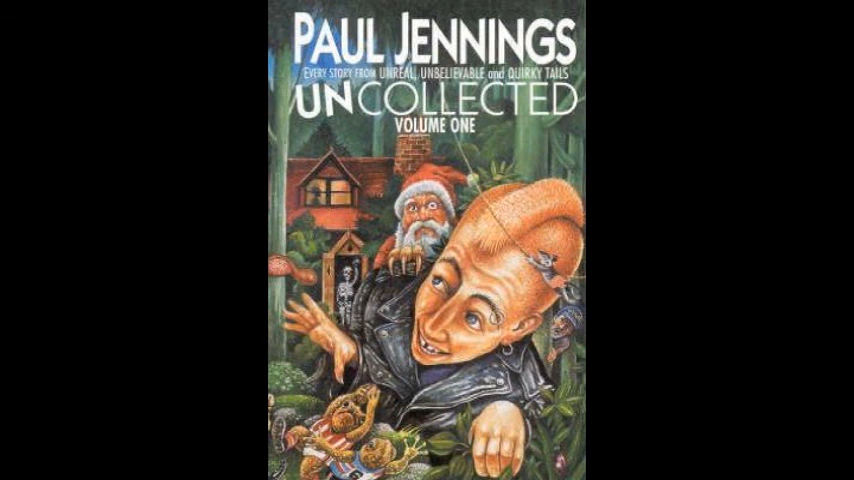 PAUL JENNINGS
EVERY STORY FROM UNREAL, UNBELIEVABLE and QUIRKY TAILS
UNCOLLECTED
VOLUME ONE